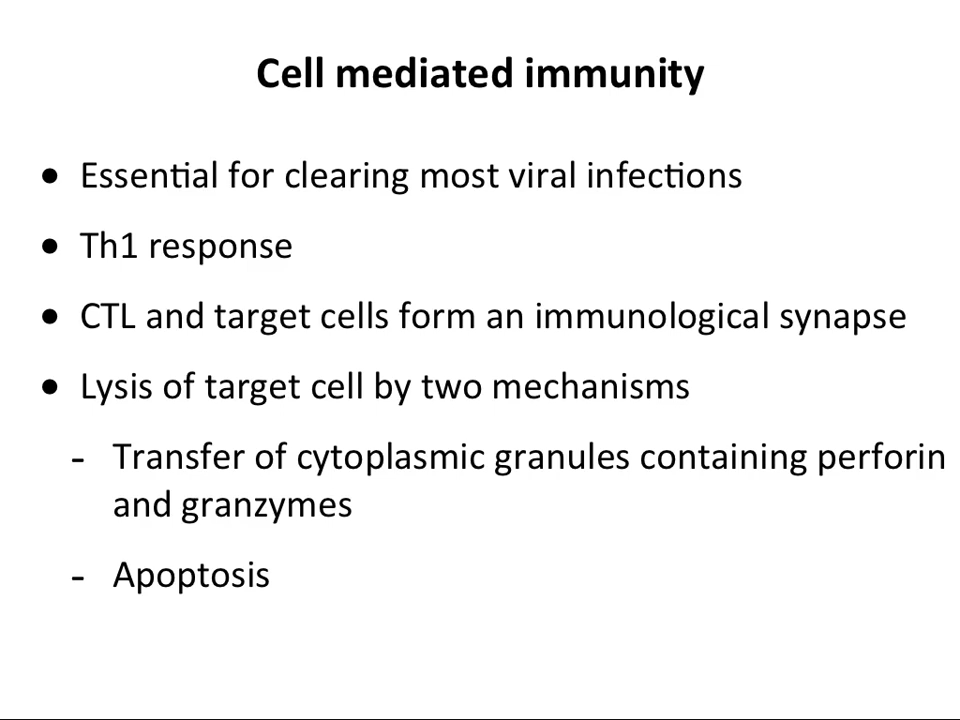 Cell mediated immunity
• Essential for clearing most viral infections
• Th1 response
• CTL and target cells form an immunological synapse
• Lysis of target cell by two mechanisms
- Transfer of cytoplasmic granules containing perforin
and granzymes
- Apoptosis